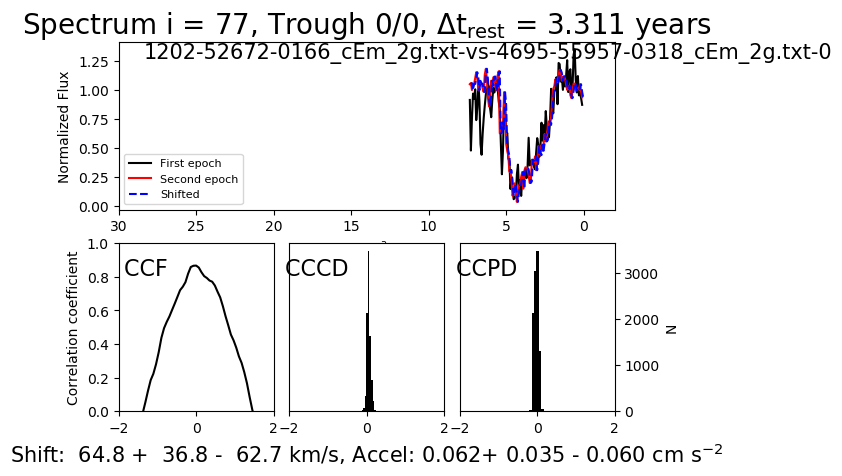 Spectrum i = 77, Trough 0/0, Δt_rest = 3.311 years
1202-52672-0166_cEm_2g.txt-vs-4695-55957-0318_cEm_2g.txt-0
Normalized Flux
1.25
1.00
0.75
0.50
0.25
0.00
First epoch
Second epoch
Shifted
30 25 20 15 10 5 0
Correlation coefficient
1.0
0.8
0.6
0.4
0.2
0.0
CCF
CCCD
CCPD
3000
2000
1000
0
N
−2 0 2
−2 0 2
−2 0 2
Shift: 64.8 + 36.8 - 62.7 km/s, Accel: 0.062+ 0.035 - 0.060 cm s⁻²